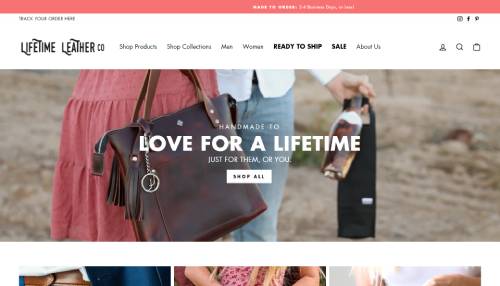 MADE TO ORDER: 2-4 Business Days, or less!
TRACK YOUR ORDER HERE
LIFETIME LEATHER CO
Shop Products Shop Collections Men Women READY TO SHIP SALE About Us
HANDMADE TO
LOVE FOR A LIFETIME
JUST FOR THEM, OR YOU.
SHOP ALL